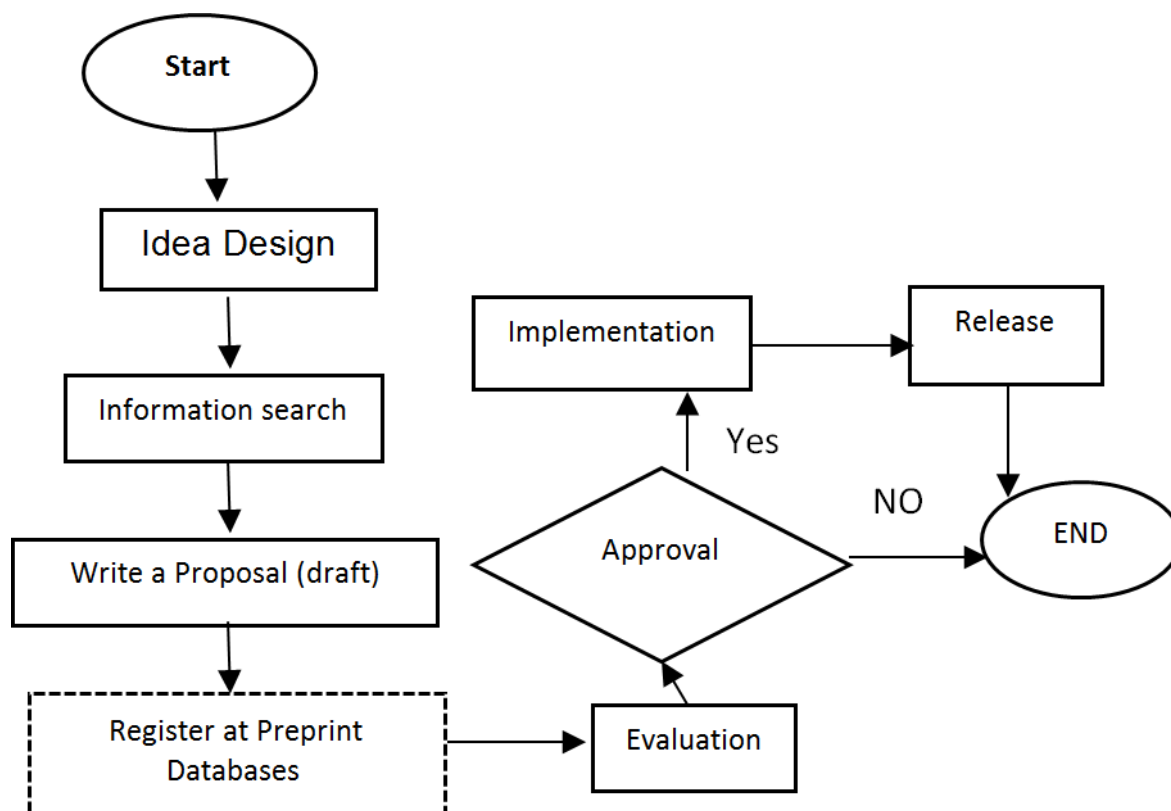 Start
Idea Design
Information search
Write a Proposal (draft)
Register at Preprint
Databases
Evaluation
Approval
Yes
NO
Implementation
Release
END